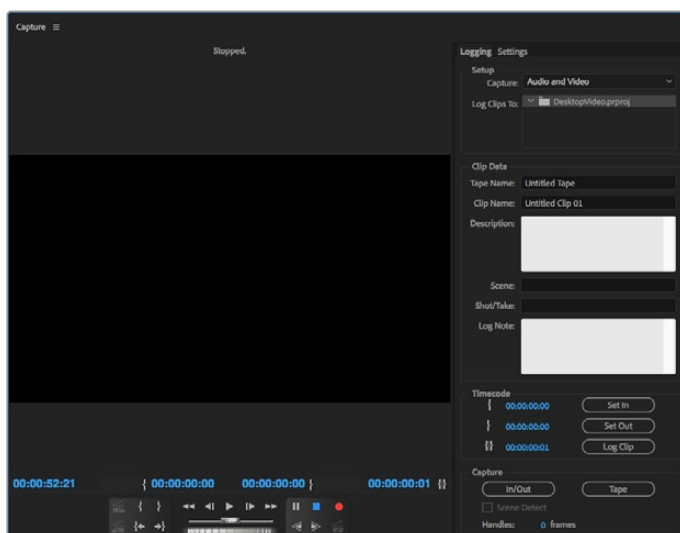 Capture
Stopped.
00:00:52:21
{ 00:00:00:00
00:00:00:00 }
00:00:00:01 {}
Logging Settings
Setup
Capture: Audio and Video
Log Clips To: DesktopVideo.prproj
Clip Data
Tape Name: Untitled Tape
Clip Name: Untitled Clip 01
Description:
Scene:
Shot/Take:
Log Note:
Timecode
{ 00:00:00:00 Set In
} 00:00:00:00 Set Out
{} 00:00:00:01 Log Clip
Capture
In/Out Tape
Scene Detect
Handles: 0 frames